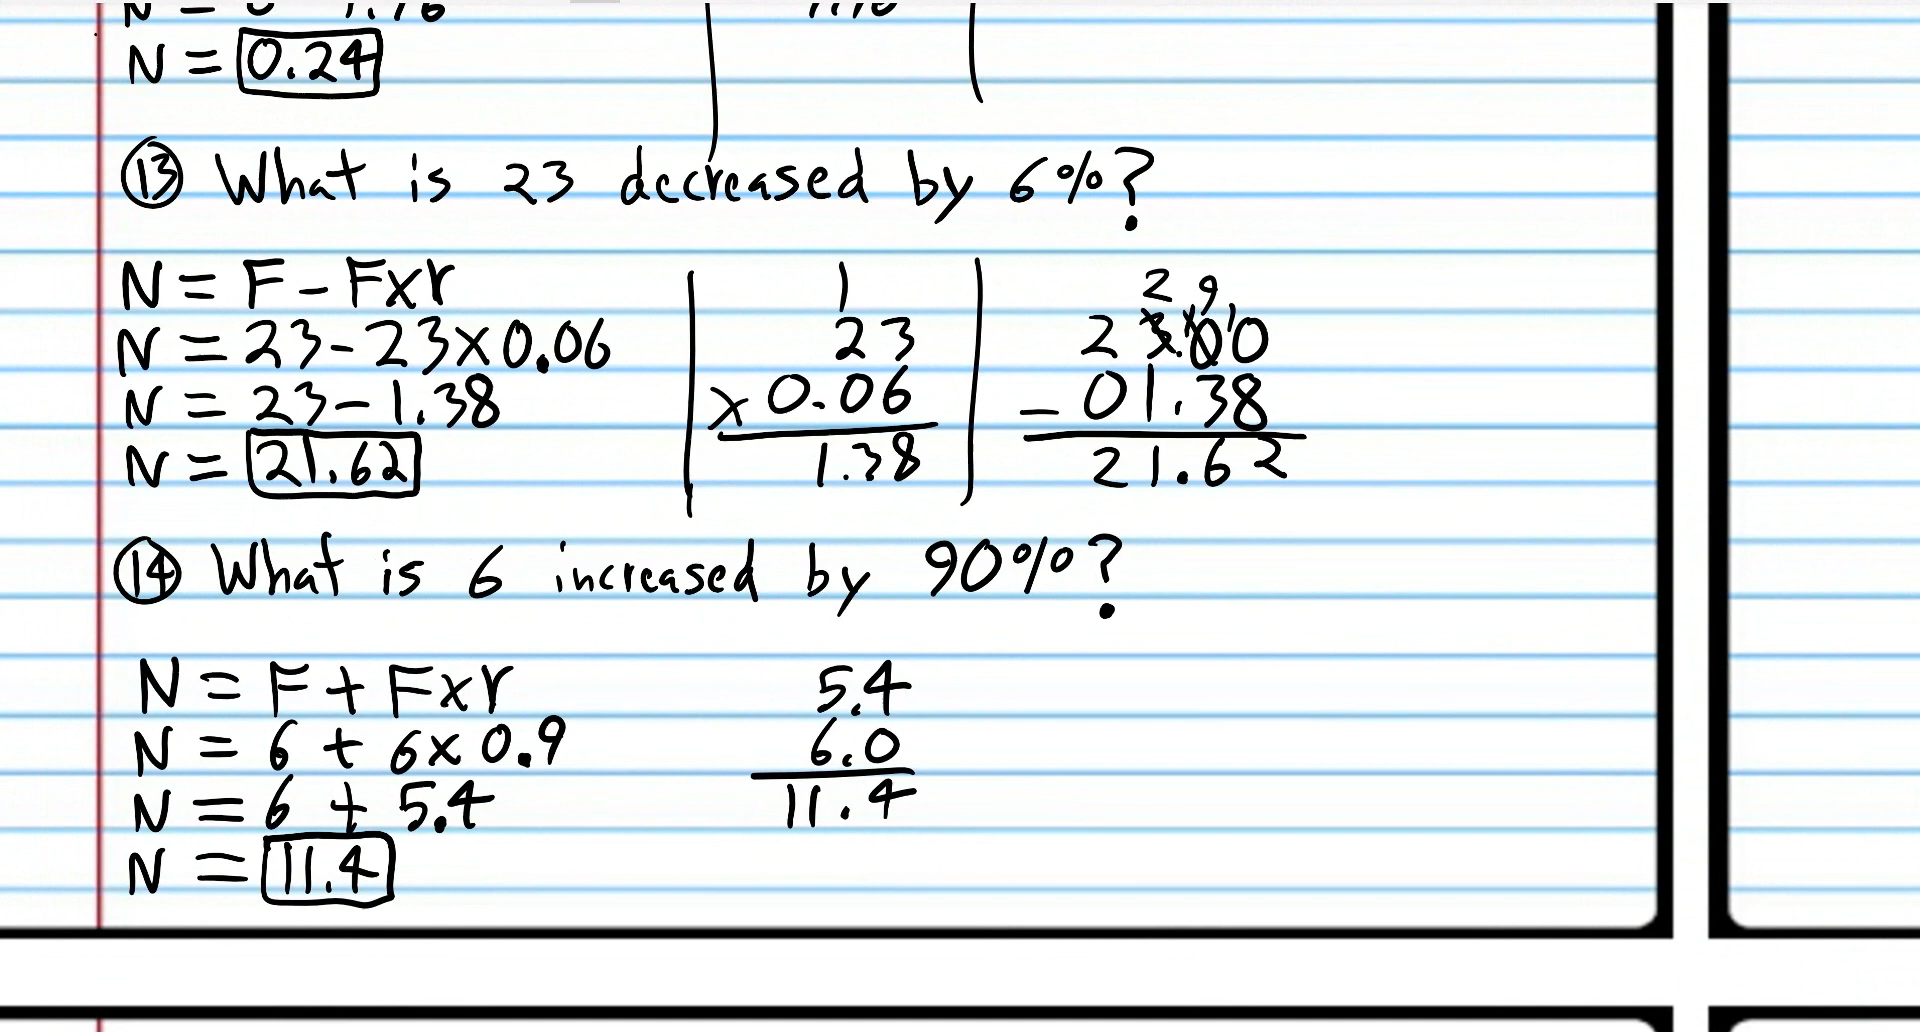 N = 0.24
13 What is 23 decreased by 6%?
N = F - Fxr
N = 23 - 23 x 0.06
N = 23 - 1.38
N = 21.62
1
23
x 0.06
1.38
2 9
23.00
- 01.38
21.62
14 What is 6 increased by 90%?
N = F + Fxr
N = 6 + 6 x 0.9
N = 6 + 5.4
N = 11.4
5.4
6.0
11.4